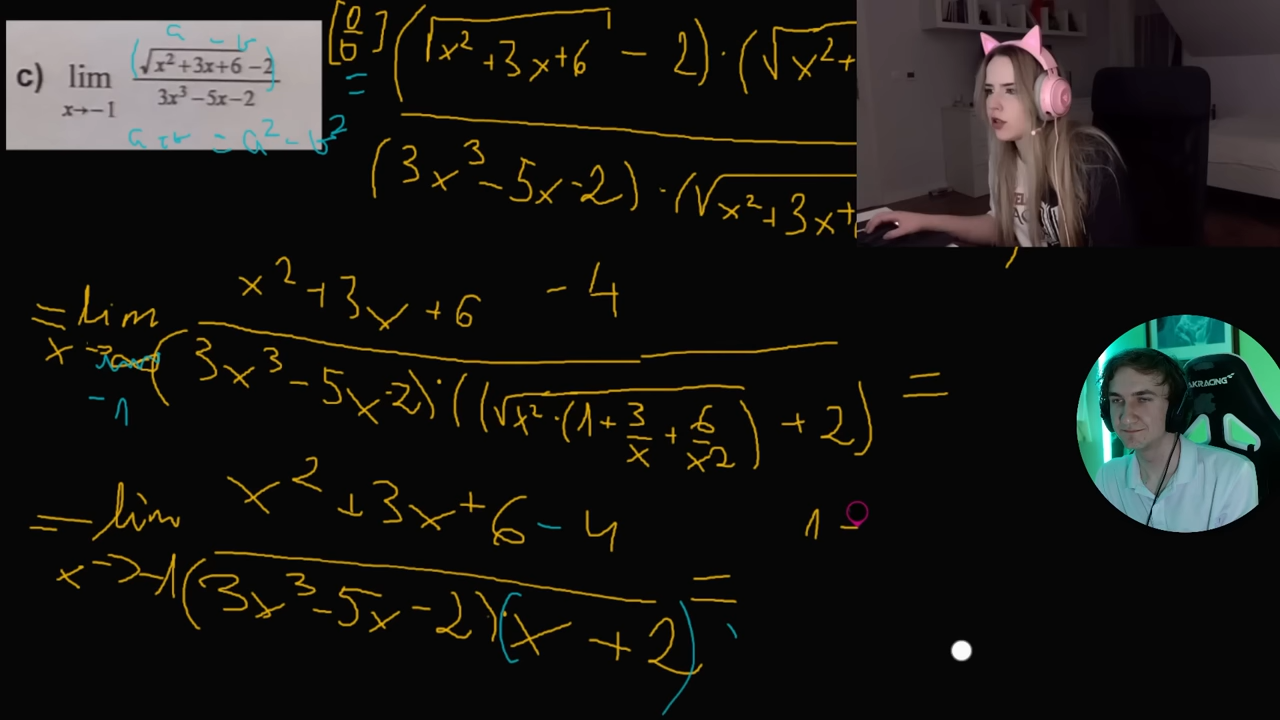 c) lim x→-1 (√x²+3x+6 -2) / 3x³-5x-2
a - b
a+b = a² - b²
[0/0] = (√x²+3x+6 - 2)·(√x²+
(3x³-5x-2)·(√x²+3x+
= lim x→-1 x²+3x+6 -4
(3x³-5x-2)·((√x²·(1+3/x+6/x²) +2) =
= lim x→-1 x²+3x+6-4
(3x³-5x-2)·(x+2) =
1 -
AKRACING